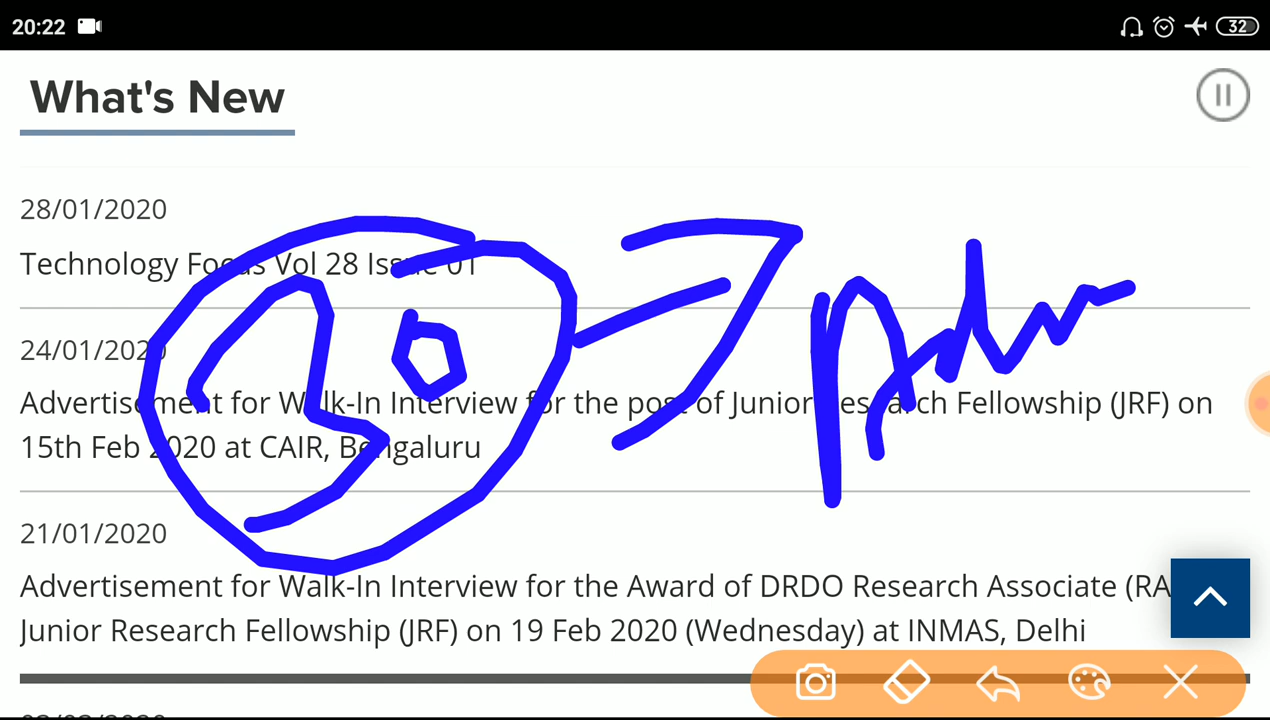 20:22 32
What's New
28/01/2020
Technology Focus Vol 28 Issue 01
24/01/2020
Advertisement for Walk-In Interview for the post of Junior Research Fellowship (JRF) on
15th Feb 2020 at CAIR, Bengaluru
21/01/2020
Advertisement for Walk-In Interview for the Award of DRDO Research Associate (RA
Junior Research Fellowship (JRF) on 19 Feb 2020 (Wednesday) at INMAS, Delhi